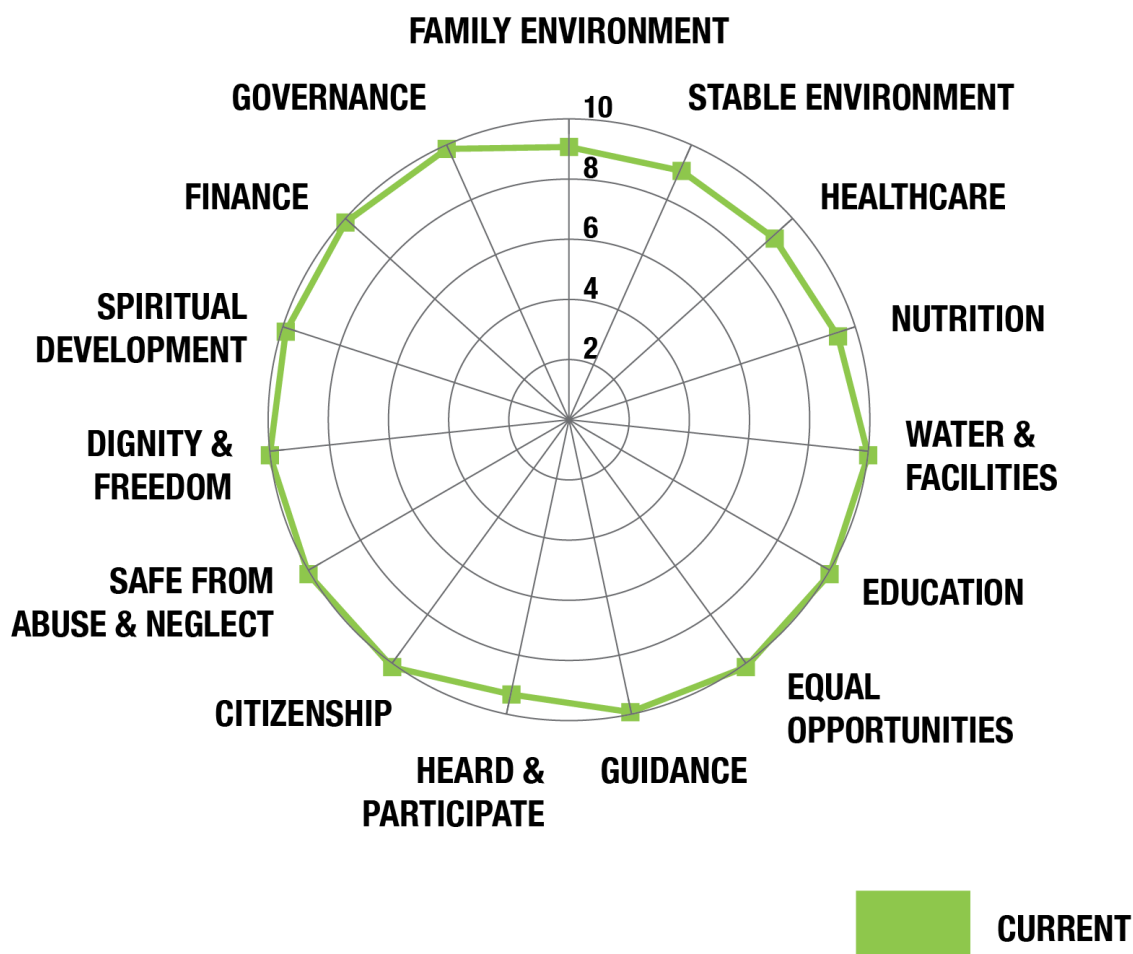 FAMILY ENVIRONMENT
GOVERNANCE
STABLE ENVIRONMENT
10
8
6
4
2
FINANCE
HEALTHCARE
SPIRITUAL
DEVELOPMENT
NUTRITION
DIGNITY &
FREEDOM
WATER &
FACILITIES
SAFE FROM
ABUSE & NEGLECT
EDUCATION
CITIZENSHIP
EQUAL
OPPORTUNITIES
HEARD &
PARTICIPATE
GUIDANCE
CURRENT